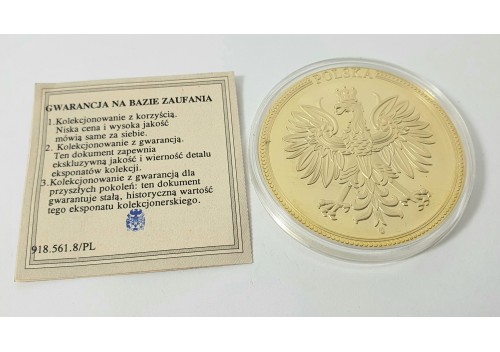 GWARANCJA NA BAZIE ZAUFANIA
1.Kolekcjonowanie z korzyścią.
Niska cena i wysoka jakość
mówią same za siebie.
2. Kolekcjonowanie z gwarancją.
Ten dokument zapewnia
ekskluzywną jakość i wierność detalu
eksponatów kolekcji.
3.Kolekcjonowanie z gwarancją dla
przyszłych pokoleń: ten dokument
gwarantuje stałą, historyczną wartość
tego eksponatu kolekcjonerskiego.
918.561.8/PL
POLSKA